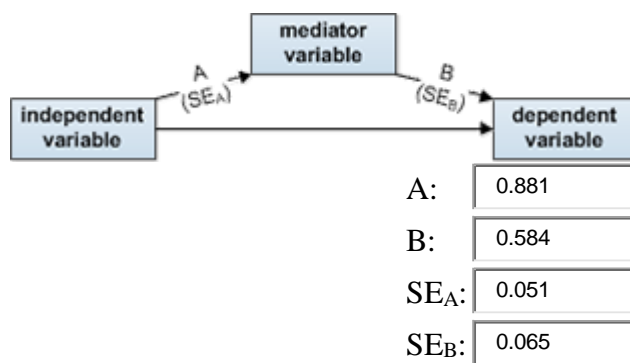 mediator
variable
A
(SEA)
B
(SEB)
independent
variable
dependent
variable
A: 0.881
B: 0.584
SEA: 0.051
SEB: 0.065